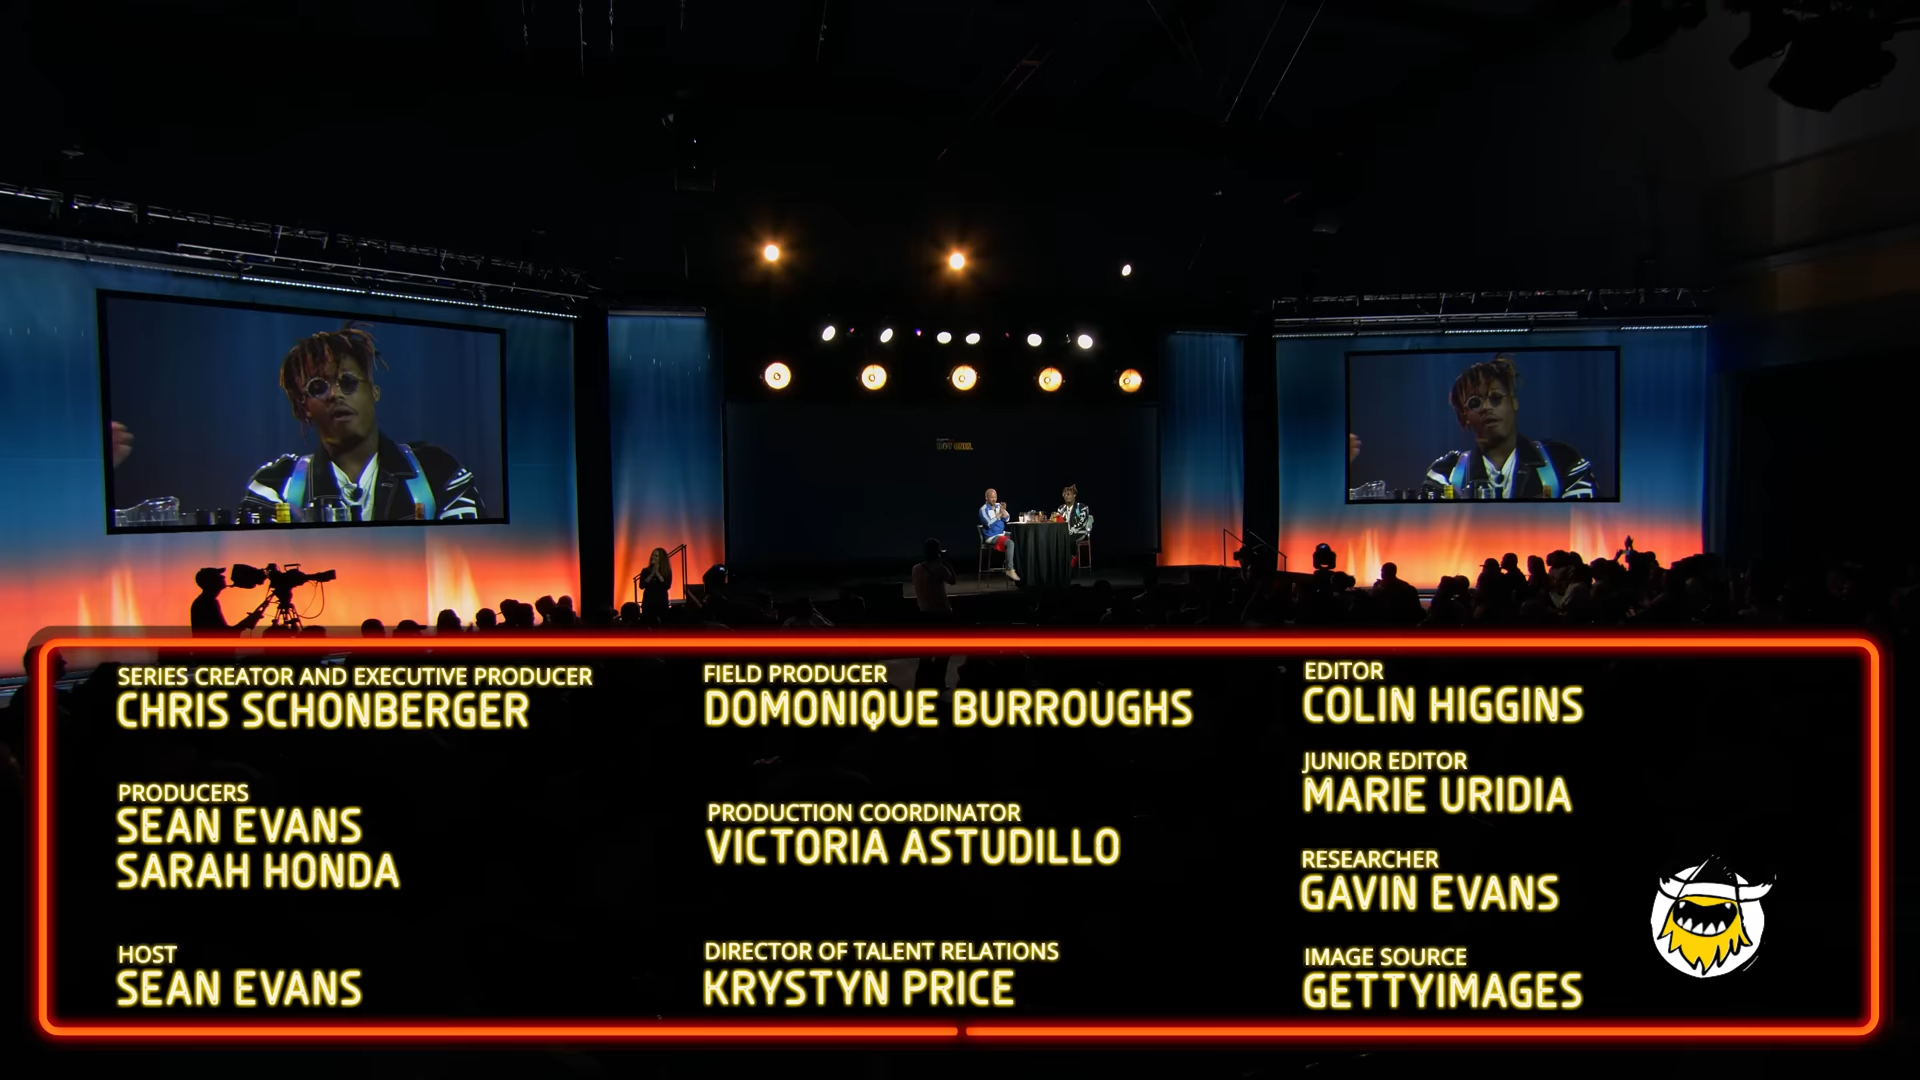 HOT ONES
SERIES CREATOR AND EXECUTIVE PRODUCER
CHRIS SCHONBERGER
PRODUCERS
SEAN EVANS
SARAH HONDA
HOST
SEAN EVANS
FIELD PRODUCER
DOMONIQUE BURROUGHS
PRODUCTION COORDINATOR
VICTORIA ASTUDILLO
DIRECTOR OF TALENT RELATIONS
KRYSTYN PRICE
EDITOR
COLIN HIGGINS
JUNIOR EDITOR
MARIE URIDIA
RESEARCHER
GAVIN EVANS
IMAGE SOURCE
GETTYIMAGES